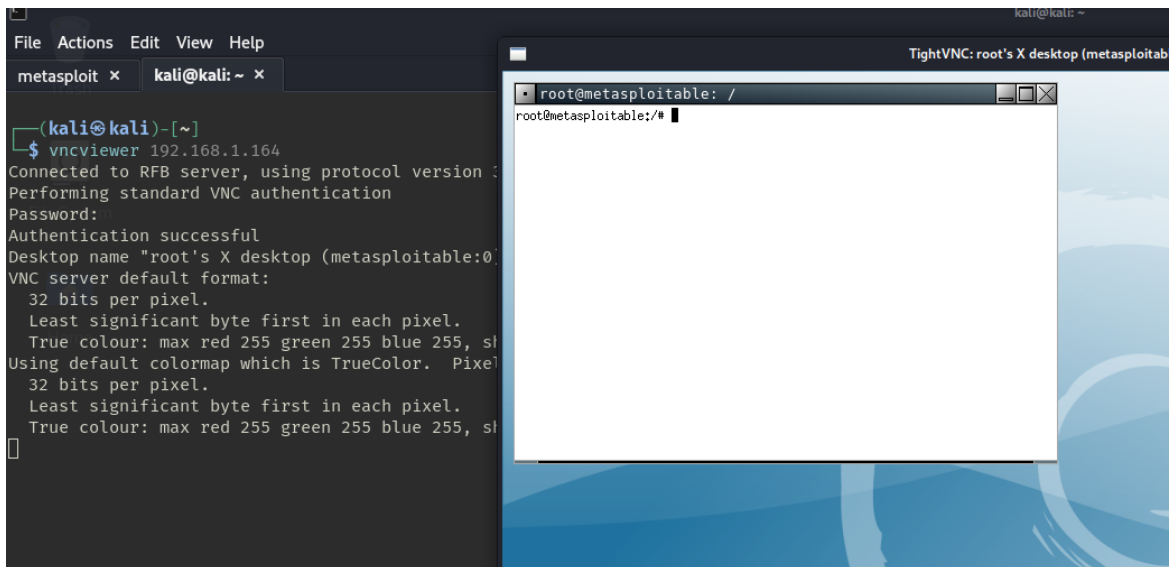 kali@kali: ~
File Actions Edit View Help
metasploit ×
kali@kali: ~ ×
(kali㉿kali)-[~]
$ vncviewer 192.168.1.164
Connected to RFB server, using protocol version
Performing standard VNC authentication
Password:
Authentication successful
Desktop name "root's X desktop (metasploitable:0)
VNC server default format:
32 bits per pixel.
Least significant byte first in each pixel.
True colour: max red 255 green 255 blue 255,
Using default colormap which is TrueColor. Pixel
32 bits per pixel.
Least significant byte first in each pixel.
True colour: max red 255 green 255 blue 255,
TightVNC: root's X desktop (metasploitab
root@metasploitable: /
root@metasploitable:/#